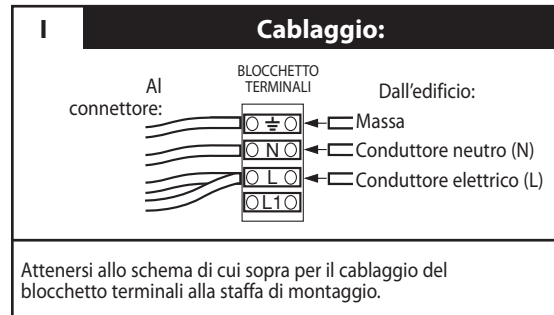 I
Cablaggio:
BLOCCHETTO
TERMINALI
Al
connettore:
Dall'edificio:
Massa
N
Conduttore neutro (N)
L
Conduttore elettrico (L)
L1
Attenersi allo schema di cui sopra per il cablaggio del
blocchetto terminali alla staffa di montaggio.